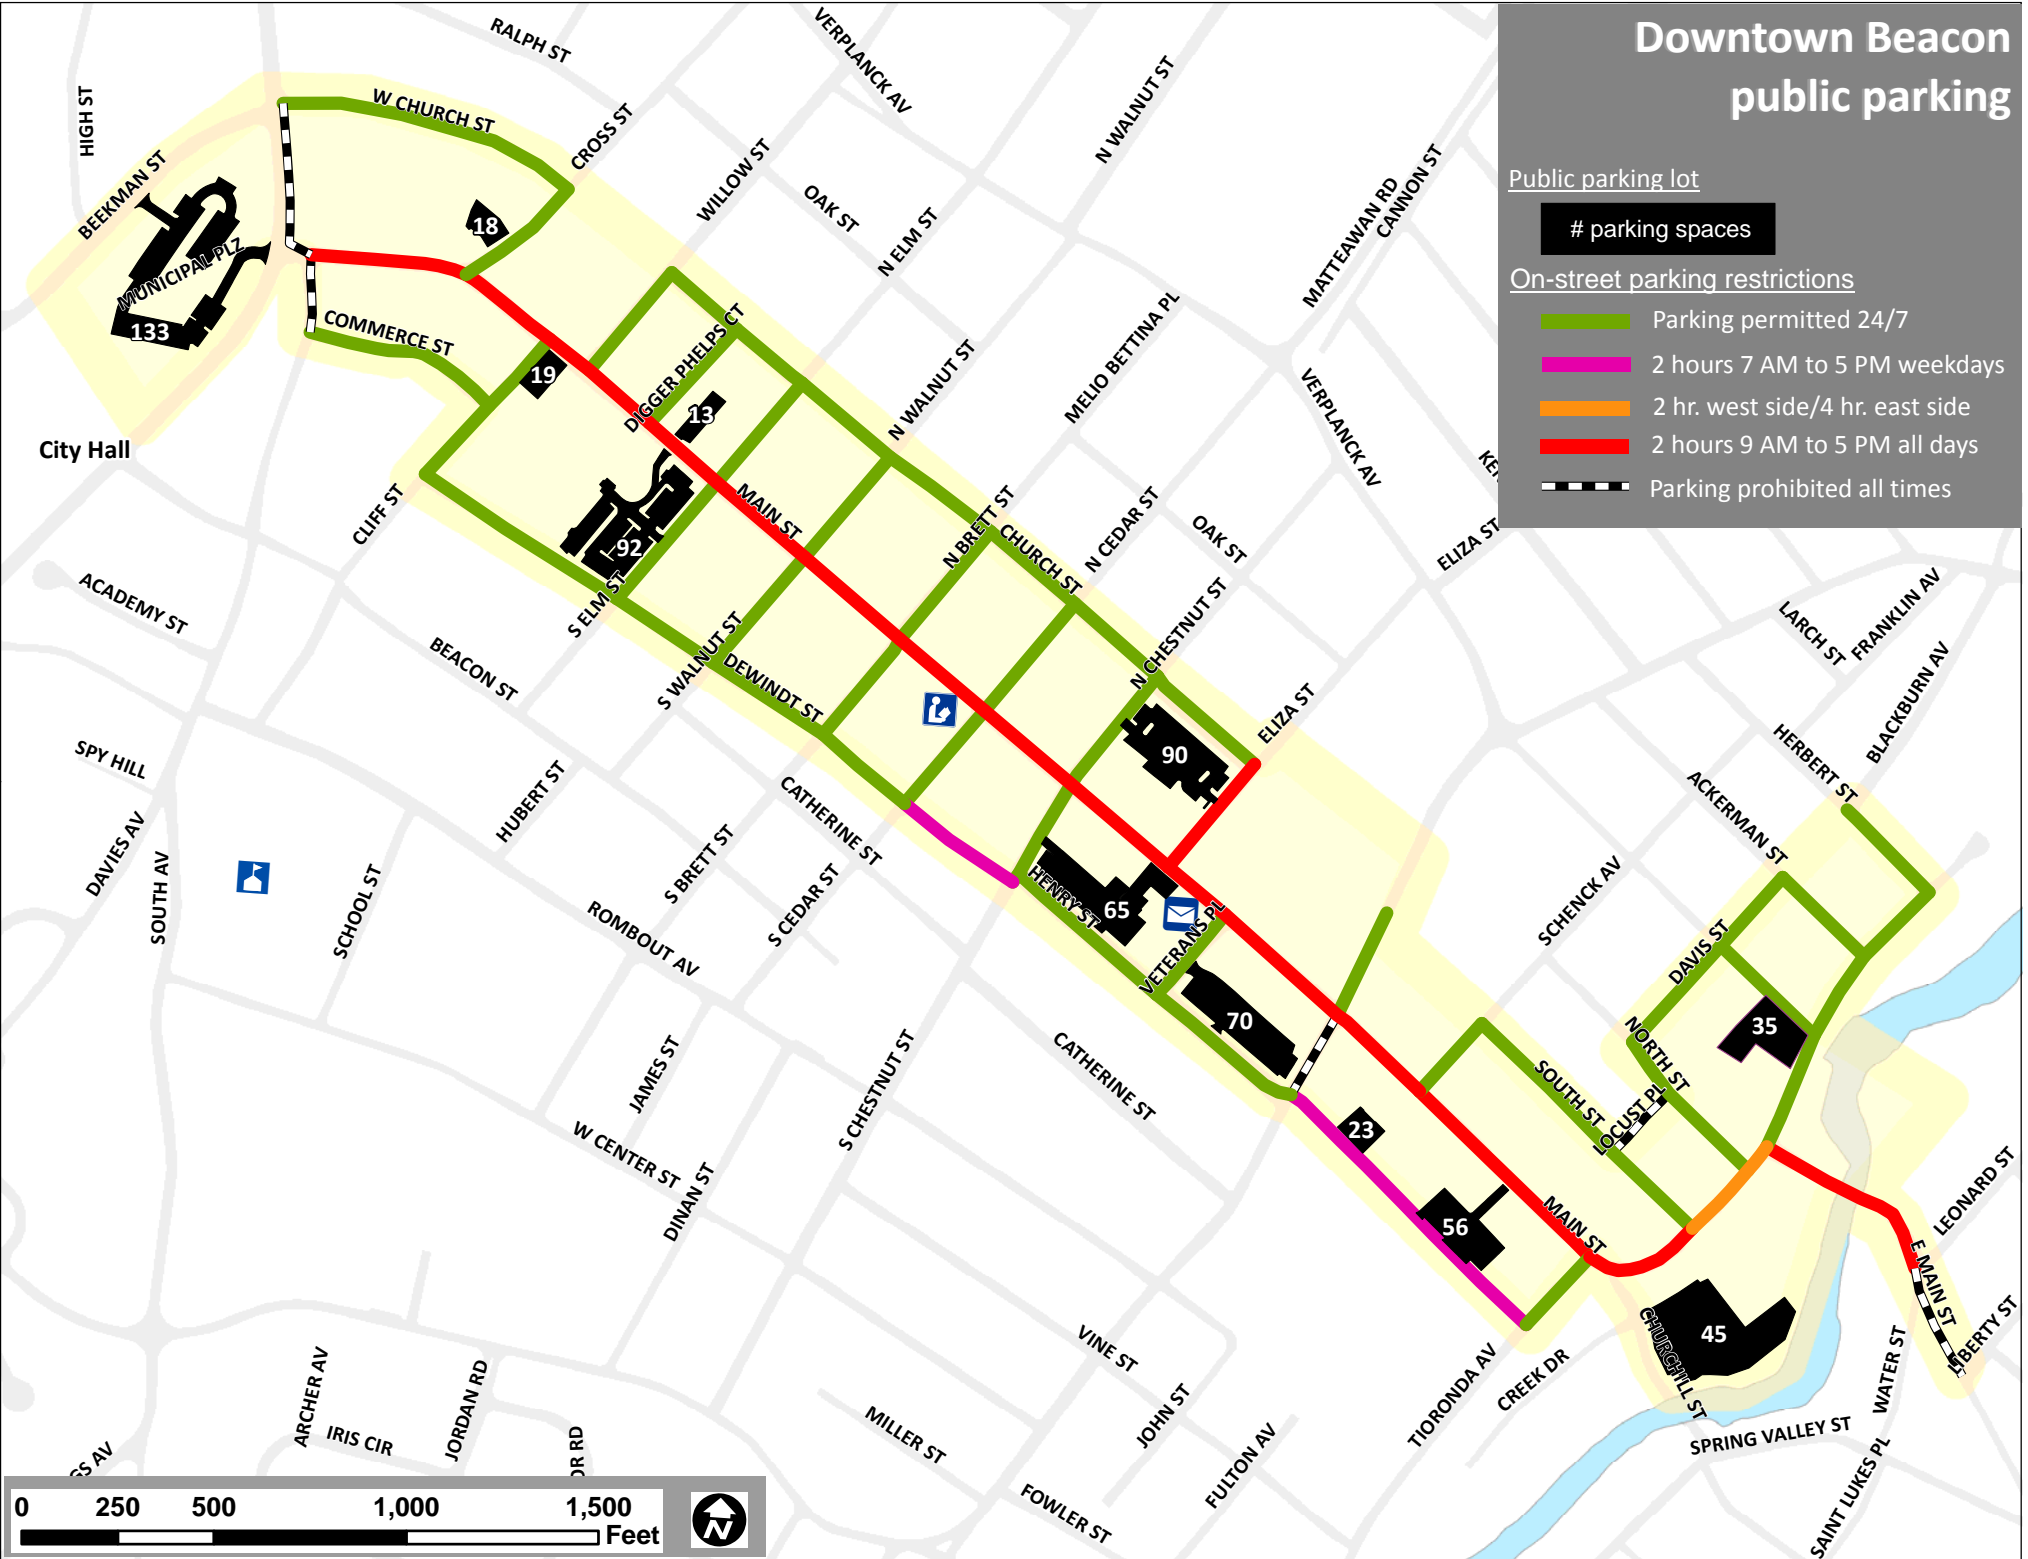 Downtown Beacon
public parking
Public parking lot
# parking spaces
On-street parking restrictions
Parking permitted 24/7
2 hours 7 AM to 5 PM weekdays
2 hr. west side/4 hr. east side
2 hours 9 AM to 5 PM all days
Parking prohibited all times
RALPH ST
VERPLANCK AV
HIGH ST
W CHURCH ST
CROSS ST
N WALNUT ST
BEEKMAN ST
WILLOW ST
OAK ST
MATTEAWAN RD
CANNON ST
18
N ELM ST
MUNICIPAL PLZ
133
COMMERCE ST
DIGGER PHELPS CT
MELIO BETTINA PL
19
N WALNUT ST
13
VERPLANCK AV
City Hall
CLIFF ST
MAIN ST
N BRETT ST
CHURCH ST
N CEDAR ST
OAK ST
ELIZA ST
92
ACADEMY ST
S ELM ST
N CHESTNUT ST
LARCH ST
FRANKLIN AV
BEACON ST
S WALNUT ST
DEWINDT ST
BLACKBURN AV
ELIZA ST
SPY HILL
90
HERBERT ST
HUBERT ST
CATHERINE ST
ACKERMAN ST
DAVIES AV
SOUTH AV
SCHOOL ST
S BRETT ST
S CEDAR ST
HENRY ST
65
SCHENCK AV
ROMBOUT AV
VETERANS PL
DAVIS ST
70
35
NORTH ST
JAMES ST
S CHESTNUT ST
CATHERINE ST
SOUTH ST
LOCUST PL
23
W CENTER ST
DINAN ST
56
MAIN ST
LEONARD ST
E MAIN ST
VINE ST
45
CHURCHILL ST
LIBERTY ST
WATER ST
ARCHER AV
JORDAN RD
IRIS CIR
TIORONDA AV
CREEK DR
JOHN ST
MILLER ST
FULTON AV
SPRING VALLEY ST
SAINT LUKES PL
FOWLER ST
GS AV
OR RD
0 250 500 1,000 1,500
Feet
N